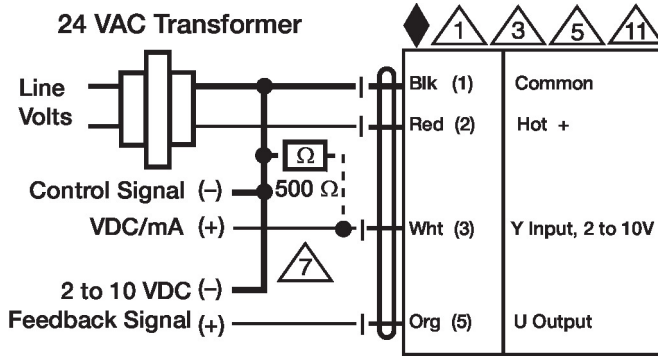 24 VAC Transformer
1 3 5 11
Line Volts
Blk (1) Common
Red (2) Hot +
Ω
500 Ω
Control Signal (-)
VDC/mA (+)
Wht (3) Y Input, 2 to 10V
7
2 to 10 VDC (-)
Feedback Signal (+)
Org (5) U Output